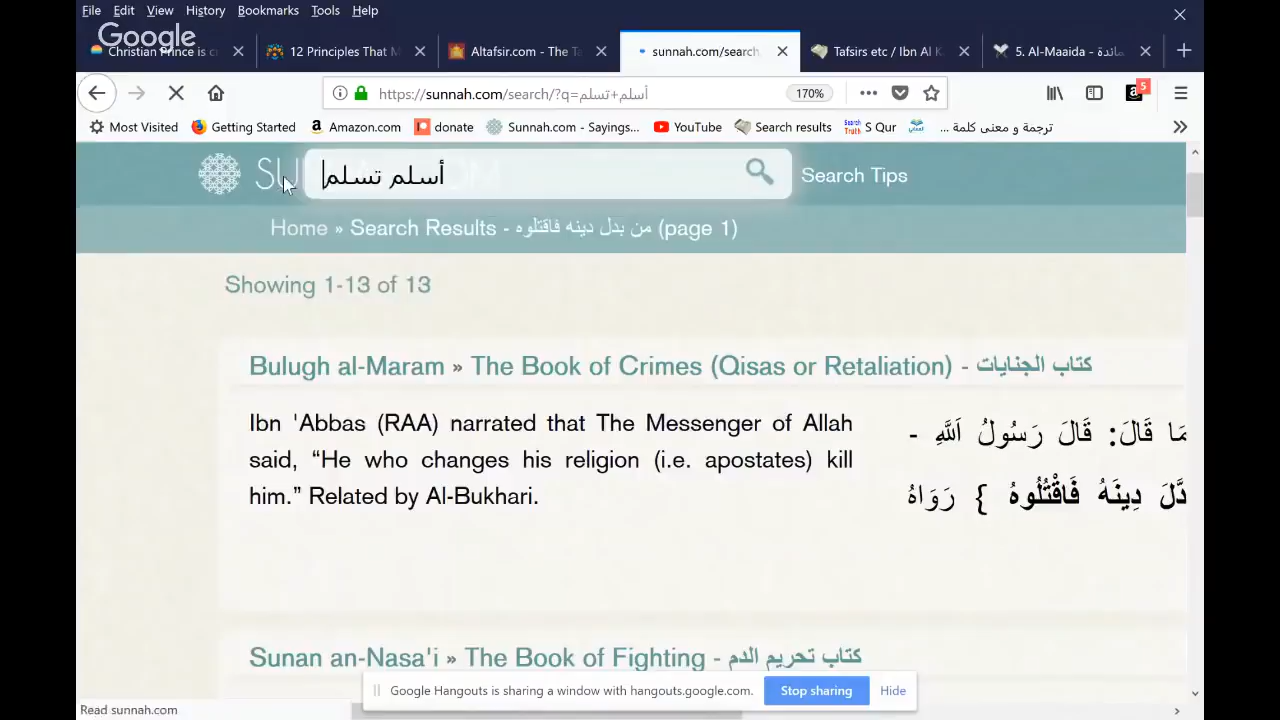 File Edit View History Bookmarks Tools Help
Google
Christian Prince is c
12 Principles That M
Altafsir.com - The Ta
sunnah.com/search
Tafsirs etc / Ibn Al K
5. Al-Maaida - مائدة
https://sunnah.com/search/?q=أسلم+تسلم
170%
5
Most Visited Getting Started Amazon.com donate Sunnah.com - Sayings... YouTube Search results S Qur ترجمة و معنى كلمة ...
SU
أسلم تسلم
OM
Search Tips
Home » Search Results - من بدل دينه فاقتلوه (page 1)
Showing 1-13 of 13
Bulugh al-Maram » The Book of Crimes (Qisas or Retaliation) - كتاب الجنايات
Ibn 'Abbas (RAA) narrated that The Messenger of Allah
said, “He who changes his religion (i.e. apostates) kill
him.” Related by Al-Bukhari.
مَا قَالَ: قَالَ رَسُولُ اَللَّهِ -
دَّلَ دِينَهُ فَاقْتُلُوهُ } رَوَاهُ
Sunan an-Nasa'i » The Book of Fighting - كتاب تحريم الدم
Google Hangouts is sharing a window with hangouts.google.com. Stop sharing Hide
Read sunnah.com